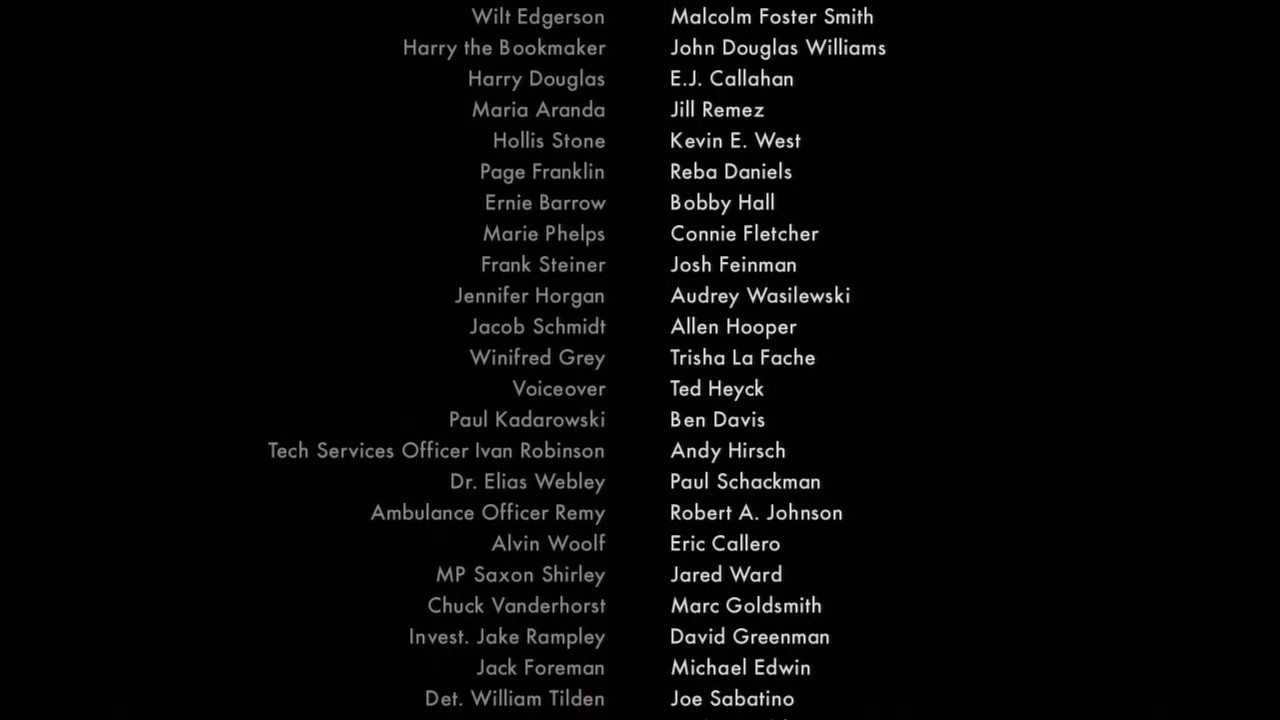 Wilt Edgerson Malcolm Foster Smith
Harry the Bookmaker John Douglas Williams
Harry Douglas E.J. Callahan
Maria Aranda Jill Remez
Hollis Stone Kevin E. West
Page Franklin Reba Daniels
Ernie Barrow Bobby Hall
Marie Phelps Connie Fletcher
Frank Steiner Josh Feinman
Jennifer Horgan Audrey Wasilewski
Jacob Schmidt Allen Hooper
Winifred Grey Trisha La Fache
Voiceover Ted Heyck
Paul Kadarowski Ben Davis
Tech Services Officer Ivan Robinson Andy Hirsch
Dr. Elias Webley Paul Schackman
Ambulance Officer Remy Robert A. Johnson
Alvin Woolf Eric Callero
MP Saxon Shirley Jared Ward
Chuck Vanderhorst Marc Goldsmith
Invest. Jake Rampley David Greenman
Jack Foreman Michael Edwin
Det. William Tilden Joe Sabatino